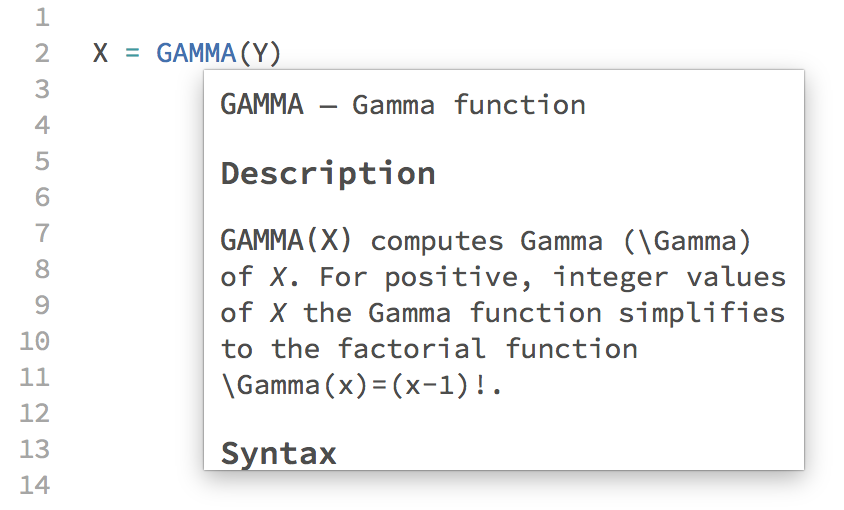 1
2 X = GAMMA(Y)
3 GAMMA — Gamma function
4
5 Description
6
7 GAMMA(X) computes Gamma (\Gamma)
8 of X. For positive, integer values
9 of X the Gamma function simplifies
10 to the factorial function
11 \Gamma(x)=(x-1)!.
12
13 Syntax
14